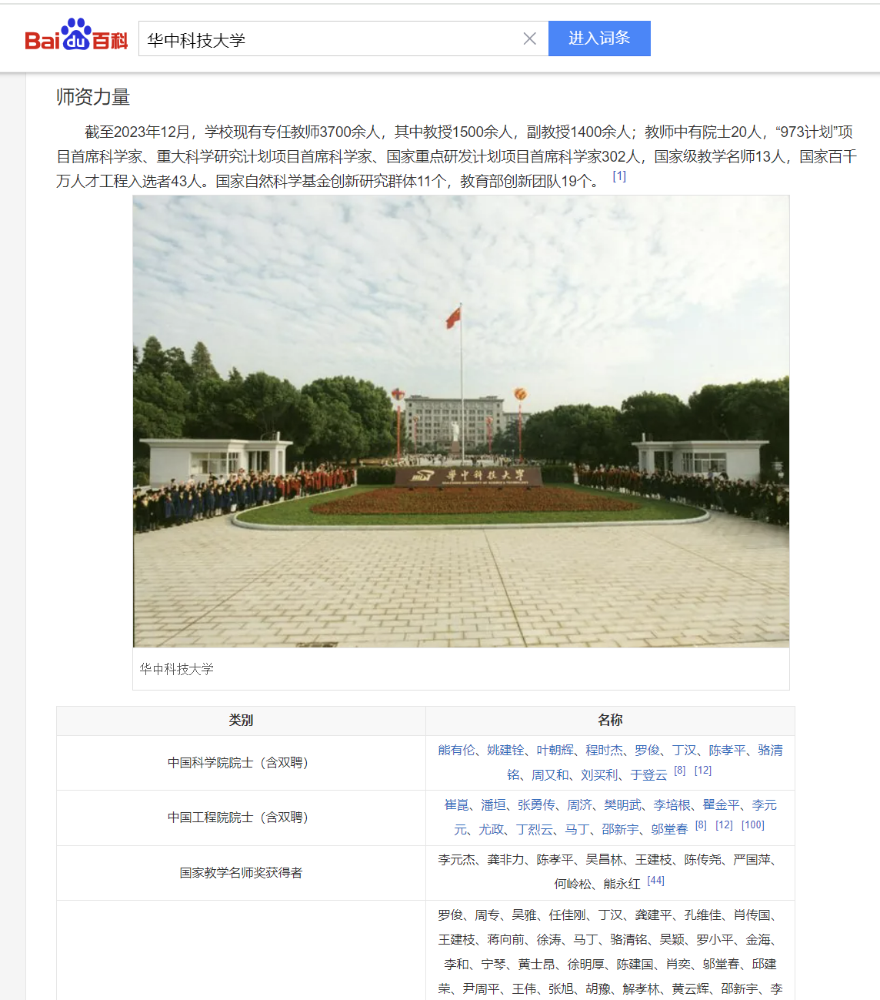 Bai du 百科
华中科技大学
进入词条
师资力量
截至2023年12月，学校现有专任教师3700余人，其中教授1500余人，副教授1400余人；教师中有院士20人，“973计划”项
目首席科学家、重大科学研究计划项目首席科学家、国家重点研发计划项目首席科学家302人，国家级教学名师13人，国家百千
万人才工程入选者43人。国家自然科学基金创新研究群体11个，教育部创新团队19个。 [1]
华中科技大学
HUAZHONG UNIVERSITY OF SCIENCE & TECHNOLOGY
华中科技大学
类别 名称
中国科学院院士（含双聘）
熊有伦、姚建铨、叶朝辉、程时杰、罗俊、丁汉、陈孝平、骆清
铭、周又和、刘买利、于登云 [8] [12]
中国工程院院士（含双聘）
崔崑、潘垣、张勇传、周济、樊明武、李培根、瞿金平、李元
元、尤政、丁烈云、马丁、邵新宇、邬堂春 [8] [12] [100]
国家教学名师奖获得者
李元杰、龚非力、陈孝平、吴昌林、王建枝、陈传尧、严国萍、
何岭松、熊永红 [44]
罗俊、周专、吴雅、任佳刚、丁汉、龚建平、孔维佳、肖传国、
王建枝、蒋向前、徐涛、马丁、骆清铭、吴颖、罗小平、金海、
李和、宁琴、黄士昂、徐明厚、陈建国、肖奕、邬堂春、邱建
荣、尹周平、王伟、张旭、胡豫、解孝林、黄云辉、邵新宇、李